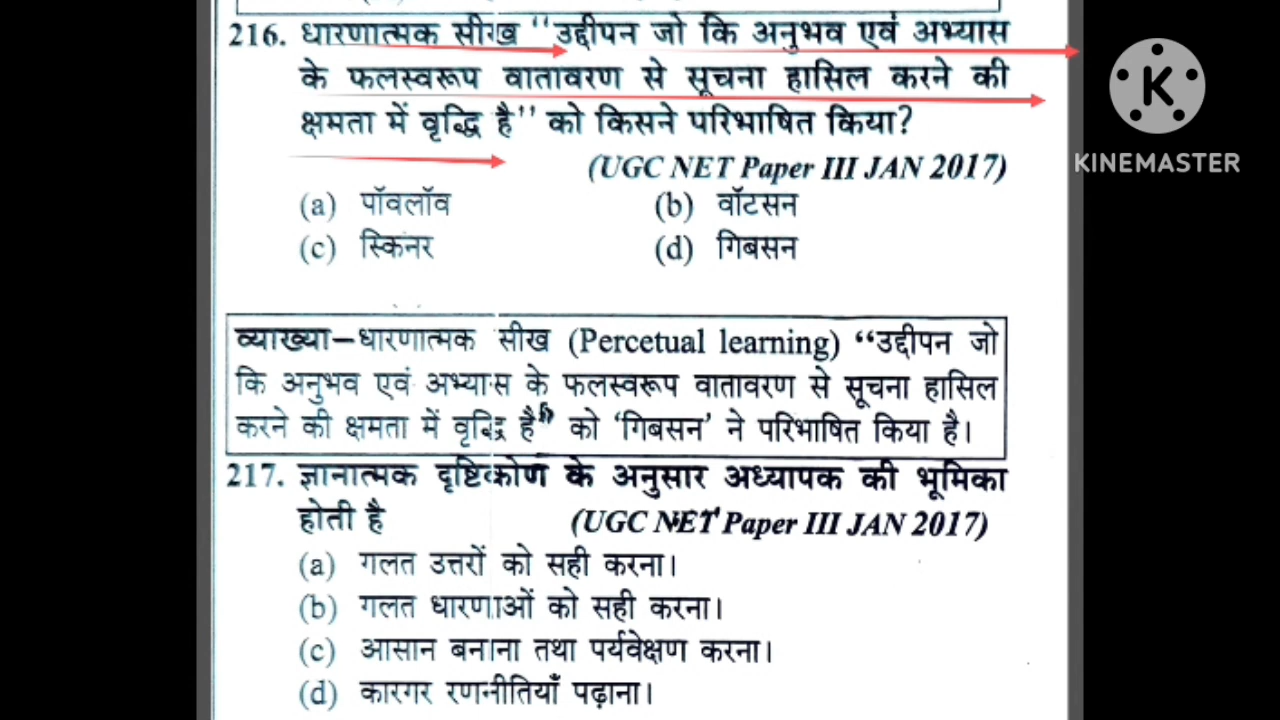 216. धारणात्मक सीख ''उद्दीपन जो कि अनुभव एवं अभ्यास
के फलस्वरूप वातावरण से सूचना हासिल करने की
क्षमता में वृद्धि है'' को किसने परिभाषित किया?
(UGC NET Paper III JAN 2017)
(a) पॉवलॉव (b) वॉटसन
(c) स्किनर (d) गिबसन
व्याख्या–धारणात्मक सीख (Percetual learning) “उद्दीपन जो
कि अनुभव एवं अभ्यास के फलस्वरूप वातावरण से सूचना हासिल
करने की क्षमता में वृद्धि है” को ‘गिबसन’ ने परिभाषित किया है।
217. ज्ञानात्मक दृष्टिकोण के अनुसार अध्यापक की भूमिका
होती है (UGC NET Paper III JAN 2017)
(a) गलत उत्तरों को सही करना।
(b) गलत धारणाओं को सही करना।
(c) आसान बनाना तथा पर्यवेक्षण करना।
(d) कारगर रणनीतियाँ पढ़ाना।
K
KINEMASTER